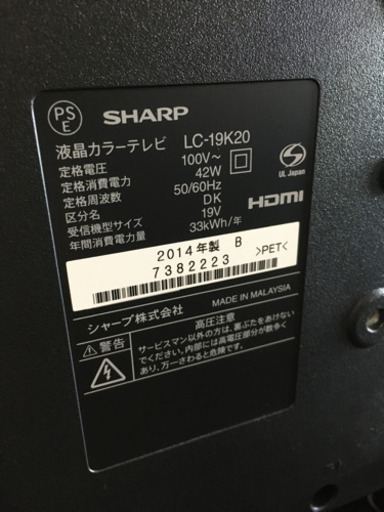 PS
E
SHARP
液晶カラーテレビ LC-19K20
定格電圧 100V~
定格消費電力 42W
定格周波数 50/60Hz
区分名 DK
受信機型サイズ 19V
年間消費電力量 33kWh/年
S
UL Japan
HDMI
2014年製 B
7382223
>PET<
シャープ株式会社 MADE IN MALAYSIA
警告
高圧注意
サービスマン以外の方は、裏ぶたをあけない
でください。内部には高電圧部分が数多く
あり、万一さわると危険です。